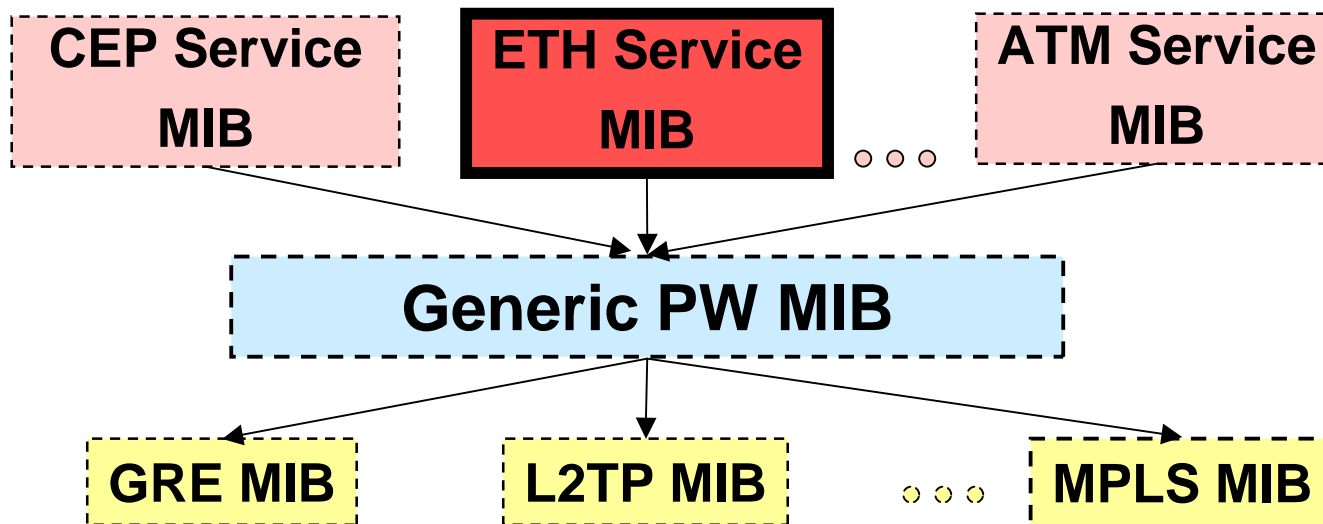 CEP Service
MIB
ETH Service
MIB
ATM Service
MIB
Generic PW MIB
GRE MIB
L2TP MIB
MPLS MIB